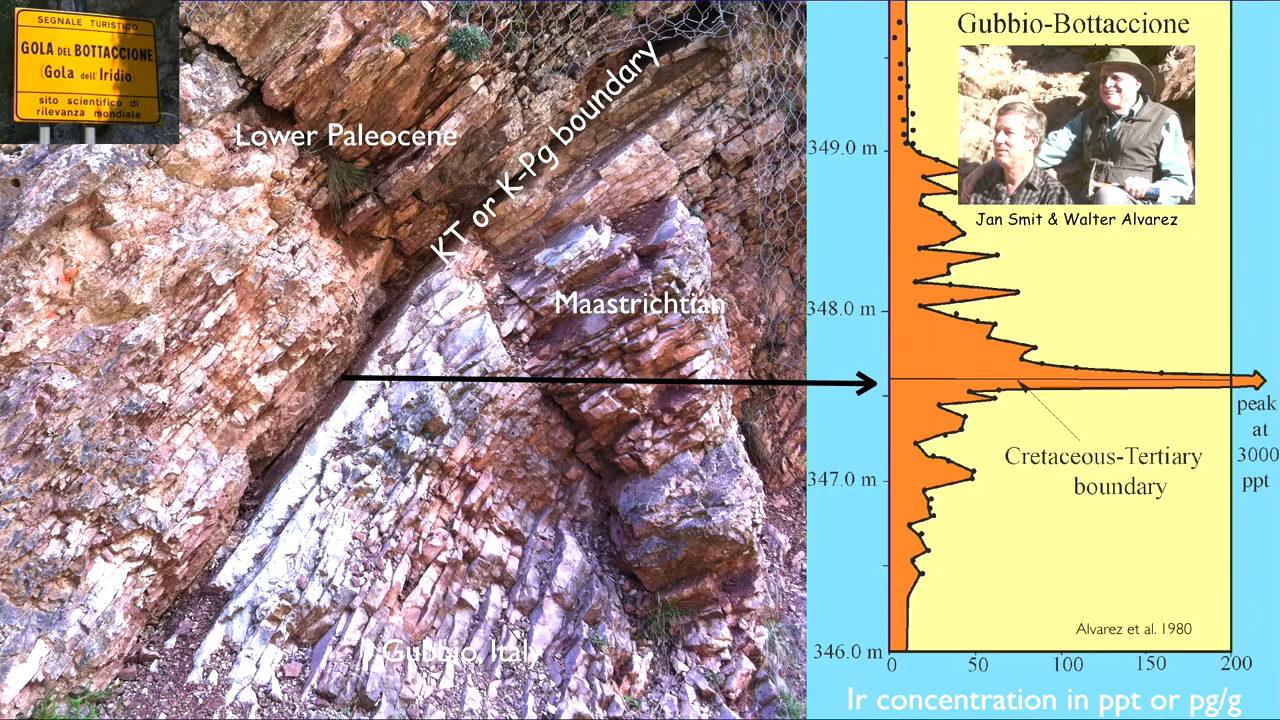 SEGNALE TURISTICO
GOLA DEL BOTTACCIONE
(Gola dell'Iridio)
sito scientifico di
rilevanza mondiale
Lower Paleocene
KT or K-Pg boundary
Maastrichtian
Gubbio, Italy
Gubbio-Bottaccione
Jan Smit & Walter Alvarez
349.0 m
348.0 m
347.0 m
346.0 m
peak
at
3000
ppt
Cretaceous-Tertiary
boundary
Alvarez et al. 1980
0 50 100 150 200
Ir concentration in ppt or pg/g